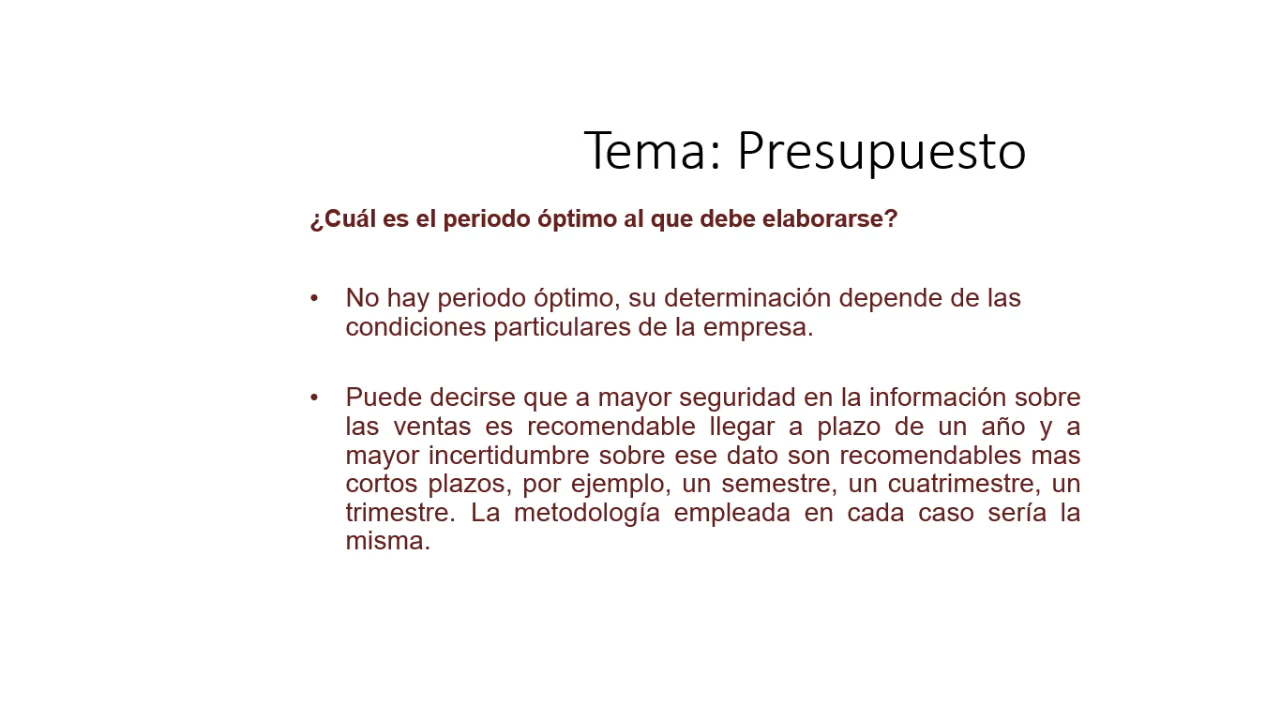 Tema: Presupuesto
¿Cuál es el periodo óptimo al que debe elaborarse?
• No hay periodo óptimo, su determinación depende de las
condiciones particulares de la empresa.
• Puede decirse que a mayor seguridad en la información sobre
las ventas es recomendable llegar a plazo de un año y a
mayor incertidumbre sobre ese dato son recomendables mas
cortos plazos, por ejemplo, un semestre, un cuatrimestre, un
trimestre. La metodología empleada en cada caso sería la
misma.